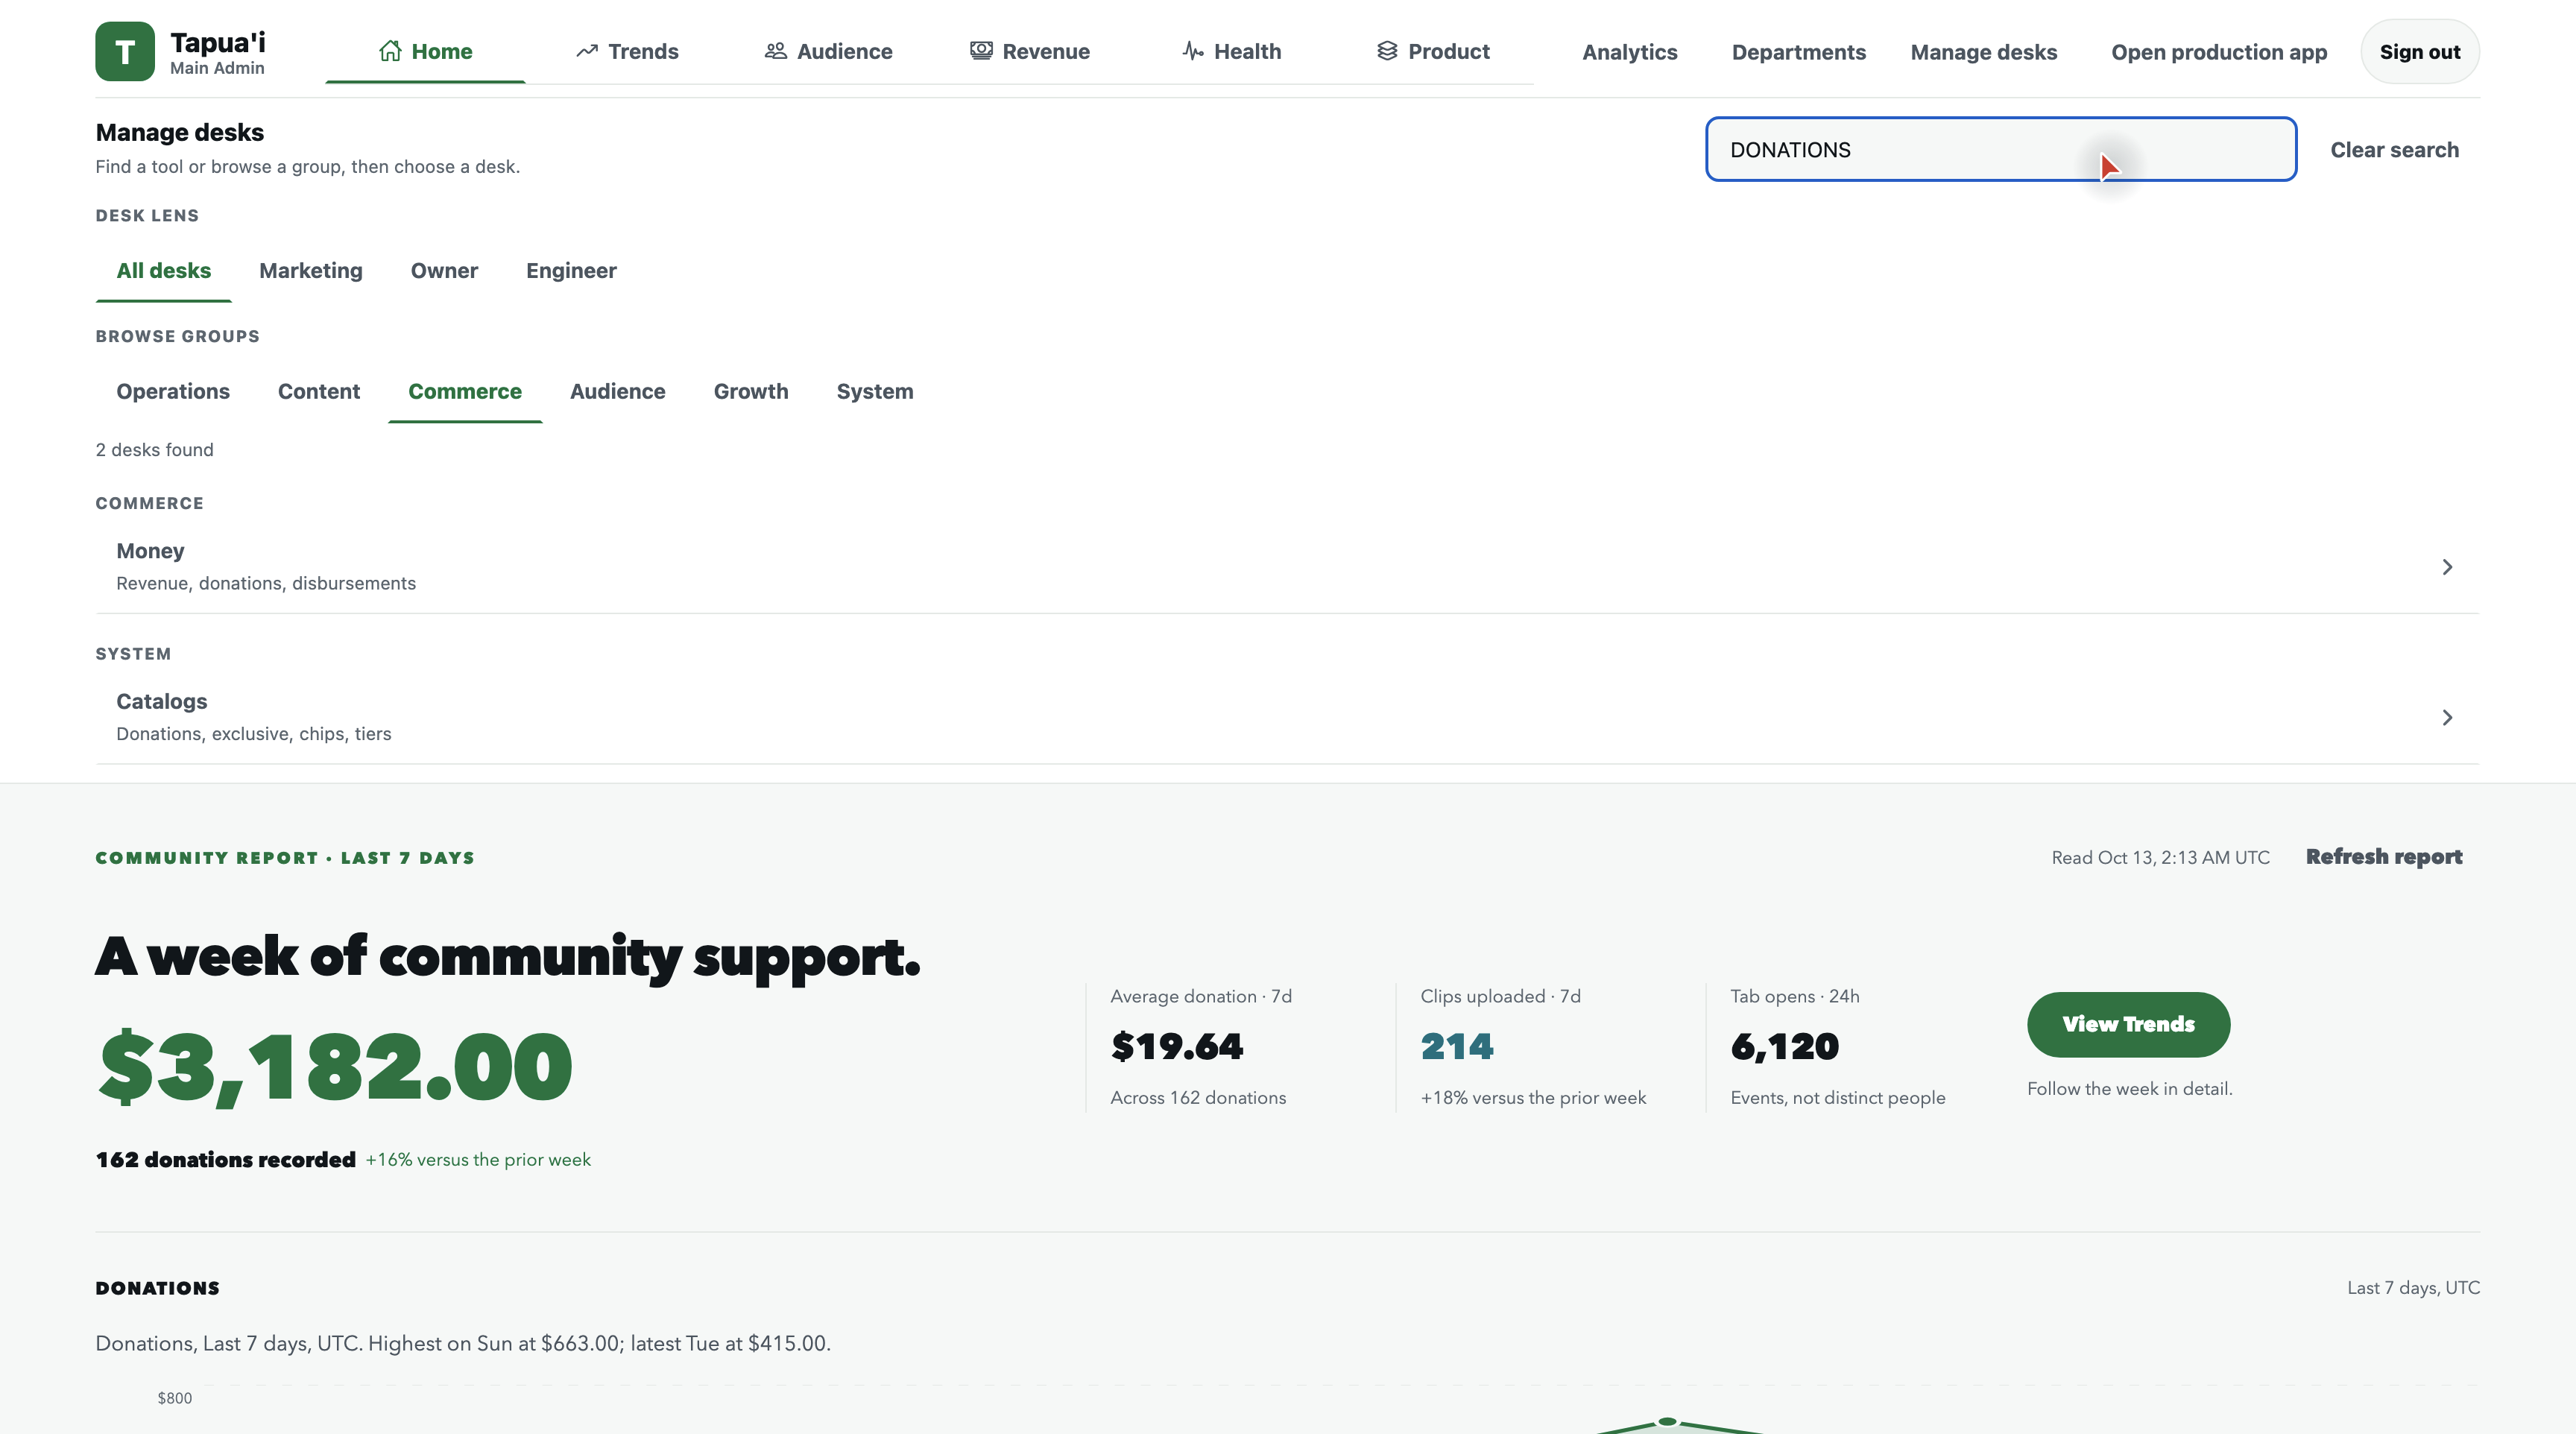 T
Tapua'i
Main Admin
Home
Trends
Audience
Revenue
Health
Product
Analytics
Departments
Manage desks
Open production app
Sign out
Manage desks
Find a tool or browse a group, then choose a desk.
DONATIONS
Clear search
DESK LENS
All desks
Marketing
Owner
Engineer
BROWSE GROUPS
Operations
Content
Commerce
Audience
Growth
System
2 desks found
COMMERCE
Money
Revenue, donations, disbursements
SYSTEM
Catalogs
Donations, exclusive, chips, tiers
COMMUNITY REPORT • LAST 7 DAYS
Read Oct 13, 2:13 AM UTC
Refresh report
A week of community support.
$3,182.00
162 donations recorded +16% versus the prior week
Average donation · 7d
$19.64
Across 162 donations
Clips uploaded · 7d
214
+18% versus the prior week
Tab opens · 24h
6,120
Events, not distinct people
View Trends
Follow the week in detail.
DONATIONS
Last 7 days, UTC
Donations, Last 7 days, UTC. Highest on Sun at $663.00; latest Tue at $415.00.
$800